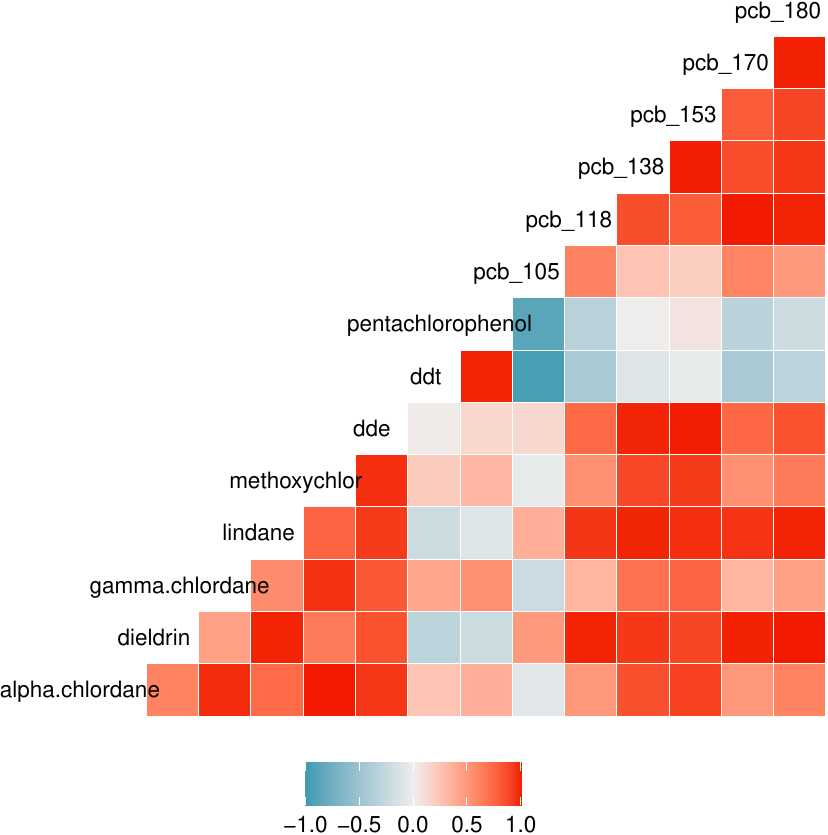 pcb_180
pcb_170
pcb_153
pcb_138
pcb_118
pcb_105
pentachlorophenol
ddt
dde
methoxychlor
lindane
gamma.chlordane
dieldrin
alpha.chlordane
−1.0 −0.5 0.0 0.5 1.0